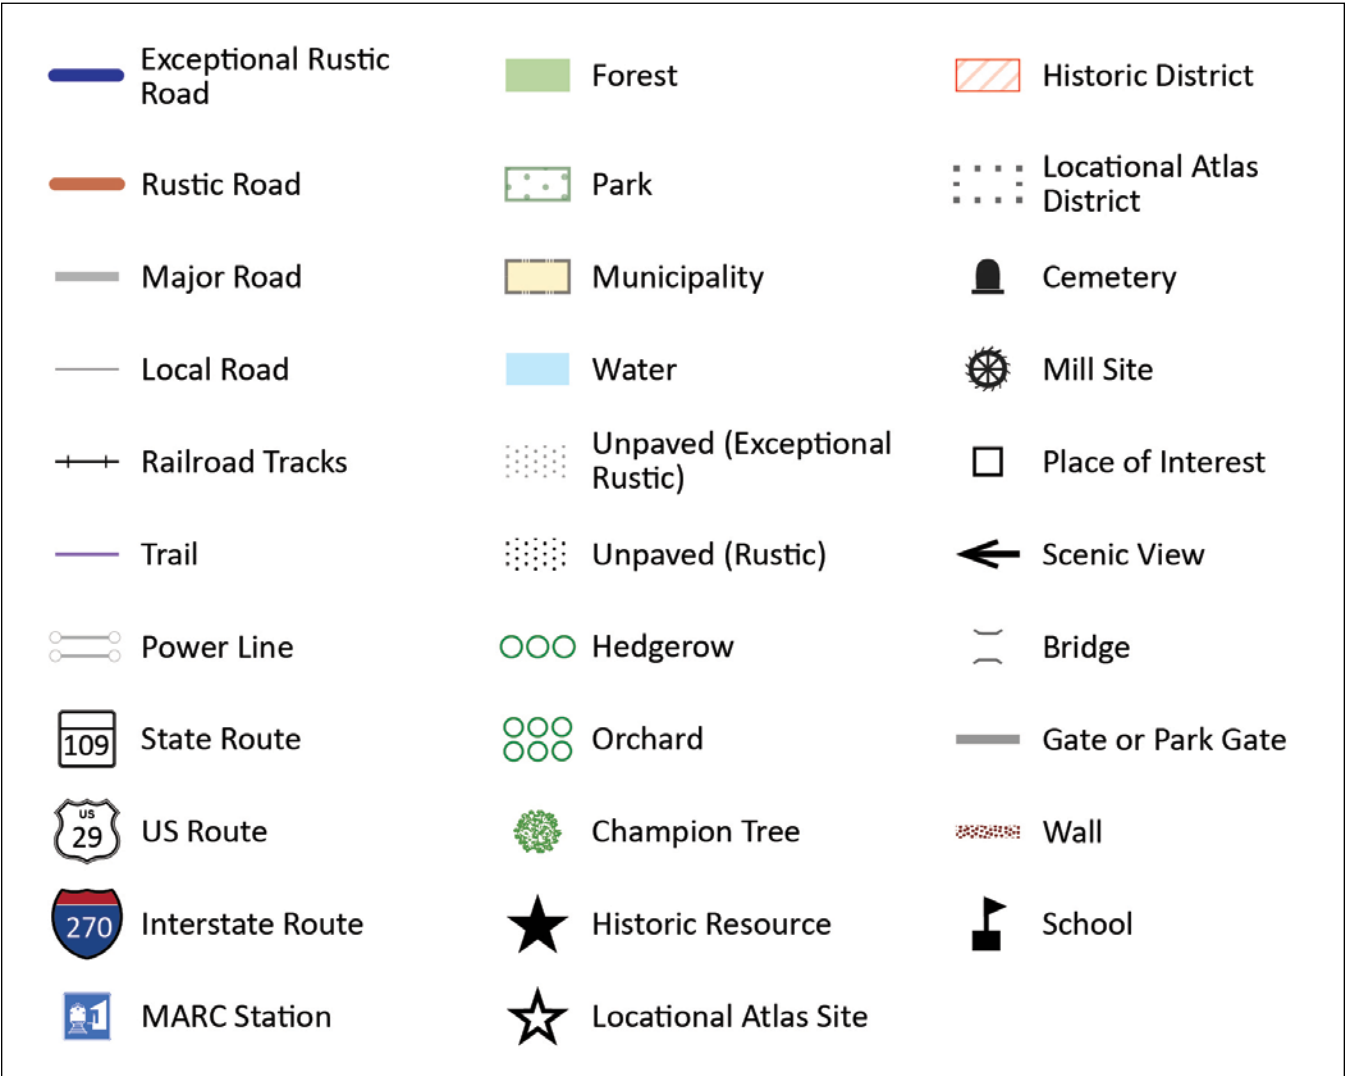 Exceptional Rustic
Road
Rustic Road
Major Road
Local Road
Railroad Tracks
Trail
Power Line
109
State Route
US
29
US Route
270
Interstate Route
MARC Station
Forest
Park
Municipality
Water
Unpaved (Exceptional
Rustic)
Unpaved (Rustic)
Hedgerow
Orchard
Champion Tree
Historic Resource
Locational Atlas Site
Historic District
Locational Atlas
District
Cemetery
Mill Site
Place of Interest
Scenic View
Bridge
Gate or Park Gate
Wall
School